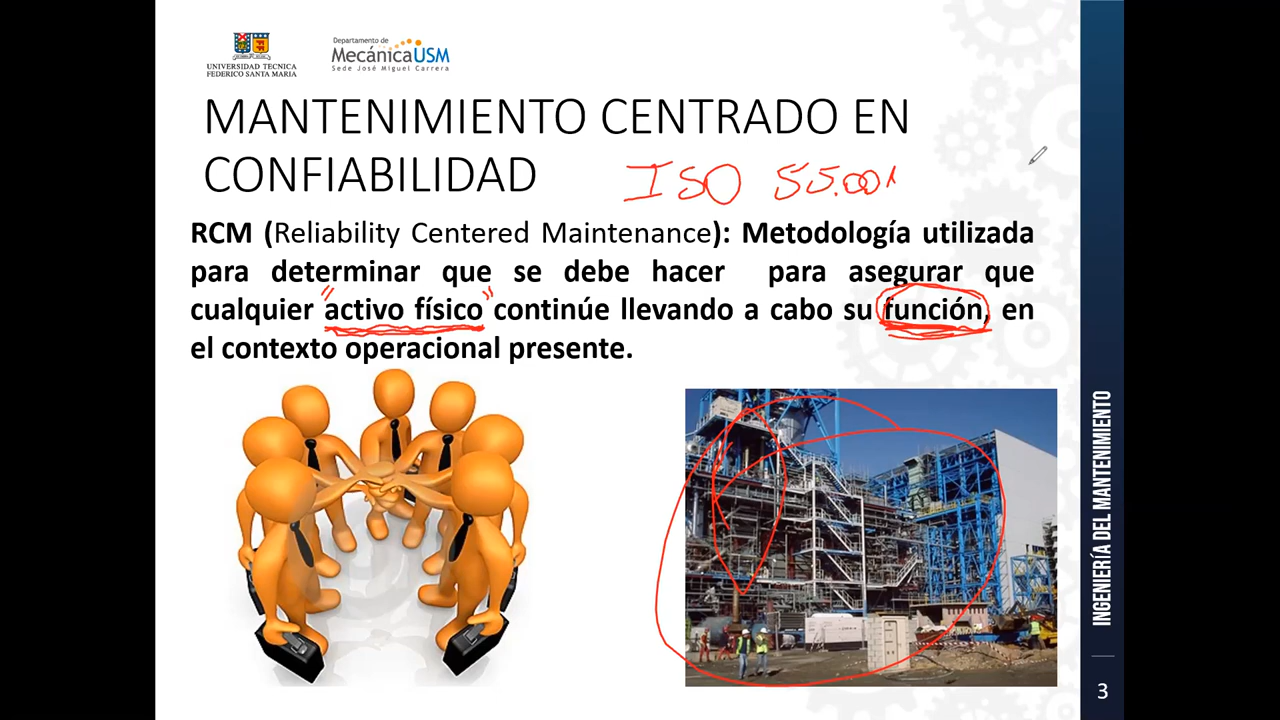 UNIVERSIDAD TECNICA
FEDERICO SANTA MARIA
Departamento de
MecánicaUSM
Sede José Miguel Carrera
MANTENIMIENTO CENTRADO EN
CONFIABILIDAD
ISO 55.001
RCM (Reliability Centered Maintenance): Metodología utilizada
para determinar que se debe hacer para asegurar que
cualquier "activo físico" continúe llevando a cabo su función, en
el contexto operacional presente.
INGENIERÍA DEL MANTENIMIENTO
3